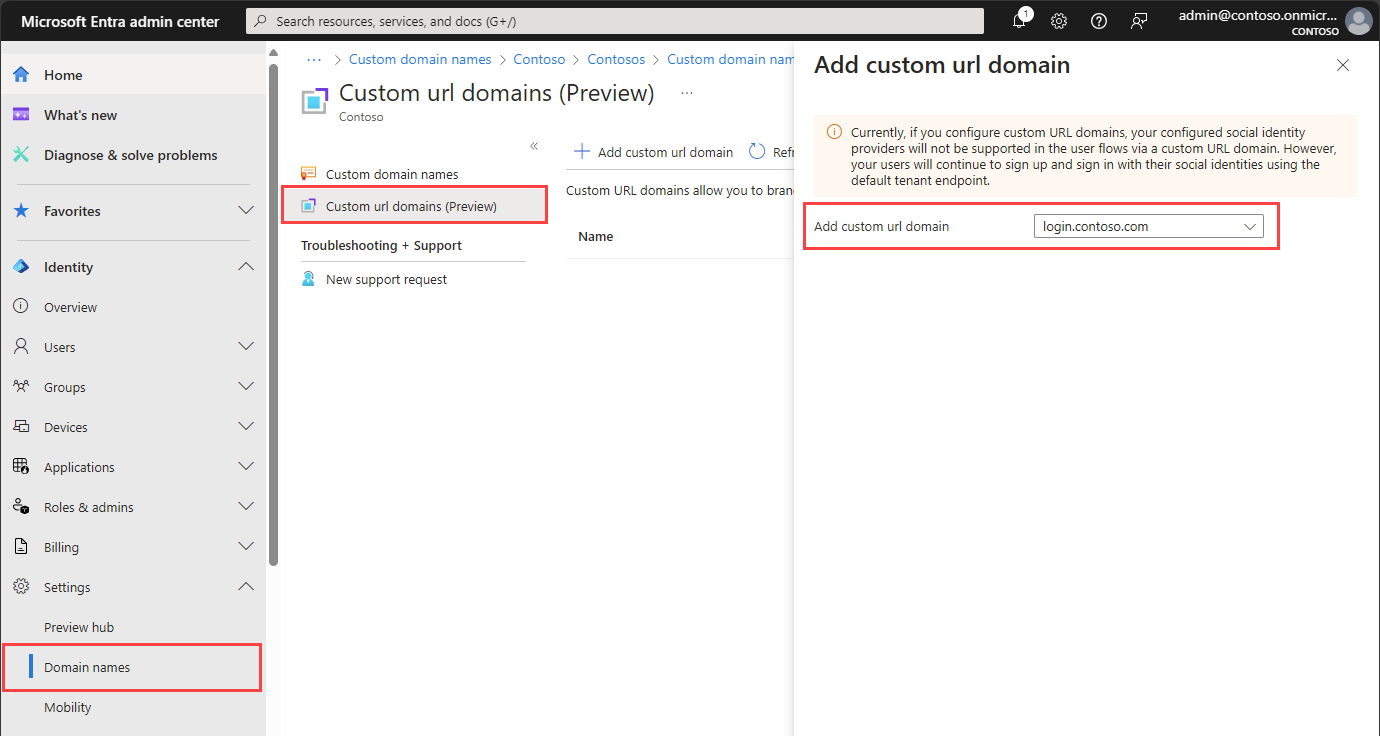 Microsoft Entra admin center
Search resources, services, and docs (G+/)
1
admin@contoso.onmicr...
CONTOSO
Home
What's new
Diagnose & solve problems
Favorites
Identity
Overview
Users
Groups
Devices
Applications
Roles & admins
Billing
Settings
Preview hub
Domain names
Mobility
... > Custom domain names > Contoso > Contosos > Custom domain nam
Custom url domains (Preview) ...
Contoso
«
Custom domain names
Custom url domains (Preview)
Troubleshooting + Support
New support request
+ Add custom url domain Refr
Custom URL domains allow you to bran
Name
Add custom url domain
Currently, if you configure custom URL domains, your configured social identity
providers will not be supported in the user flows via a custom URL domain. However,
your users will continue to sign up and sign in with their social identities using the
default tenant endpoint.
Add custom url domain login.contoso.com